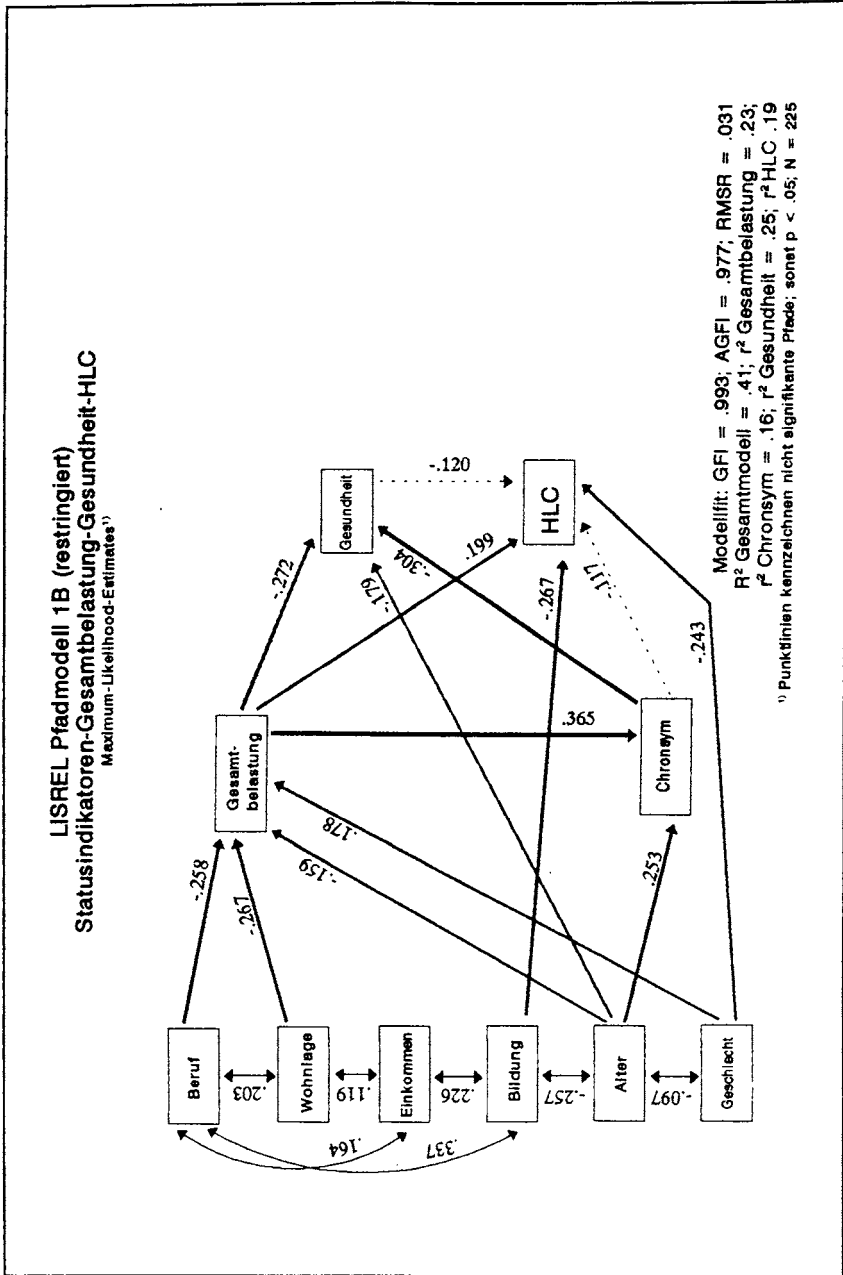 LISREL Pfadmodell 1B (restringiert)
Statusindikatoren-Gesamtbelastung-Gesundheit-HLC
Maximum-Likelihood-Estimates¹⁾
Beruf
Wohnlage
Einkommen
Bildung
Alter
Geschlecht
.203
.119
.226
-.257
-.097
.164
.337
Gesamt-
belastung
Chronsym
Gesundheit
HLC
-.258
-.267
-.159
.178
.253
.365
-.272
.199
-.179
-.304
-.267
-.117
-.120
-.243
Modellfit: GFI = .993; AGFI = .977; RMSR = .031
R² Gesamtmodell = .41; r² Gesamtbelastung = .23;
r² Chronsym = .16; r² Gesundheit = .25; r² HLC .19
¹⁾ Punktlinien kennzeichnen nicht signifikante Pfade; sonst p < .05; N = 225